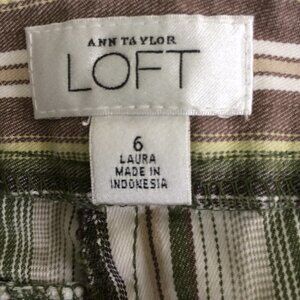 ANN TAYLOR
LOFT
6
LAURA
MADE IN
INDONESIA